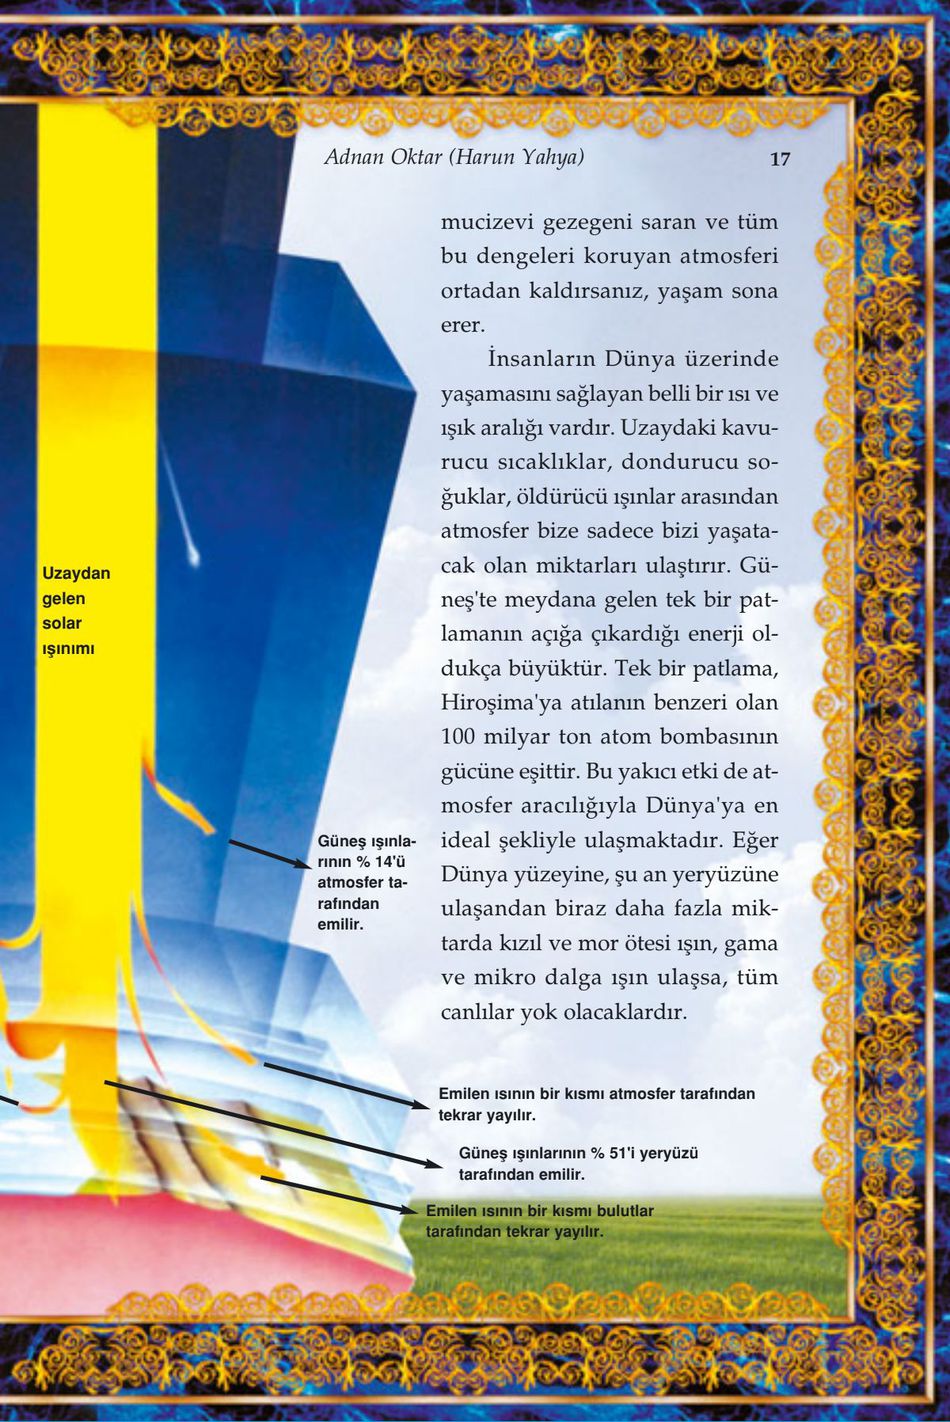 Adnan Oktar (Harun Yahya) 17
mucizevi gezegeni saran ve tüm
bu dengeleri koruyan atmosferi
ortadan kaldırsanız, yaşam sona
erer.
İnsanların Dünya üzerinde
yaşamasını sağlayan belli bir ısı ve
ışık aralığı vardır. Uzaydaki kavu-
rucu sıcaklıklar, dondurucu so-
ğuklar, öldürücü ışınlar arasından
atmosfer bize sadece bizi yaşata-
cak olan miktarları ulaştırır. Gü-
neş'te meydana gelen tek bir pat-
lamanın açığa çıkardığı enerji ol-
dukça büyüktür. Tek bir patlama,
Hiroşima'ya atılanın benzeri olan
100 milyar ton atom bombasının
gücüne eşittir. Bu yakıcı etki de at-
mosfer aracılığıyla Dünya'ya en
ideal şekliyle ulaşmaktadır. Eğer
Dünya yüzeyine, şu an yeryüzüne
ulaşandan biraz daha fazla mik-
tarda kızıl ve mor ötesi ışın, gama
ve mikro dalga ışın ulaşsa, tüm
canlılar yok olacaklardır.
Uzaydan
gelen
solar
ışınımı
Güneş ışınla-
rının % 14'ü
atmosfer ta-
rafından
emilir.
Emilen ısının bir kısmı atmosfer tarafından
tekrar yayılır.
Güneş ışınlarının % 51'i yeryüzü
tarafından emilir.
Emilen ısının bir kısmı bulutlar
tarafından tekrar yayılır.